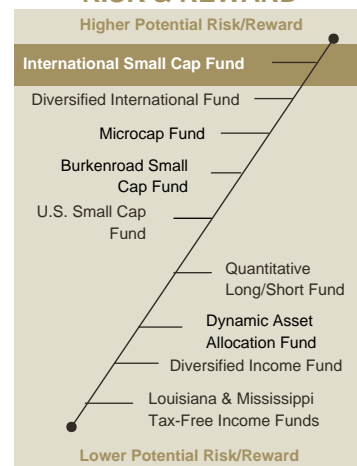 RISK & REWARD
Higher Potential Risk/Reward
International Small Cap Fund
Diversified International Fund
Microcap Fund
Burkenroad Small
Cap Fund
U.S. Small Cap
Fund
Quantitative
Long/Short Fund
Dynamic Asset
Allocation Fund
Diversified Income Fund
Louisiana & Mississippi
Tax-Free Income Funds
Lower Potential Risk/Reward